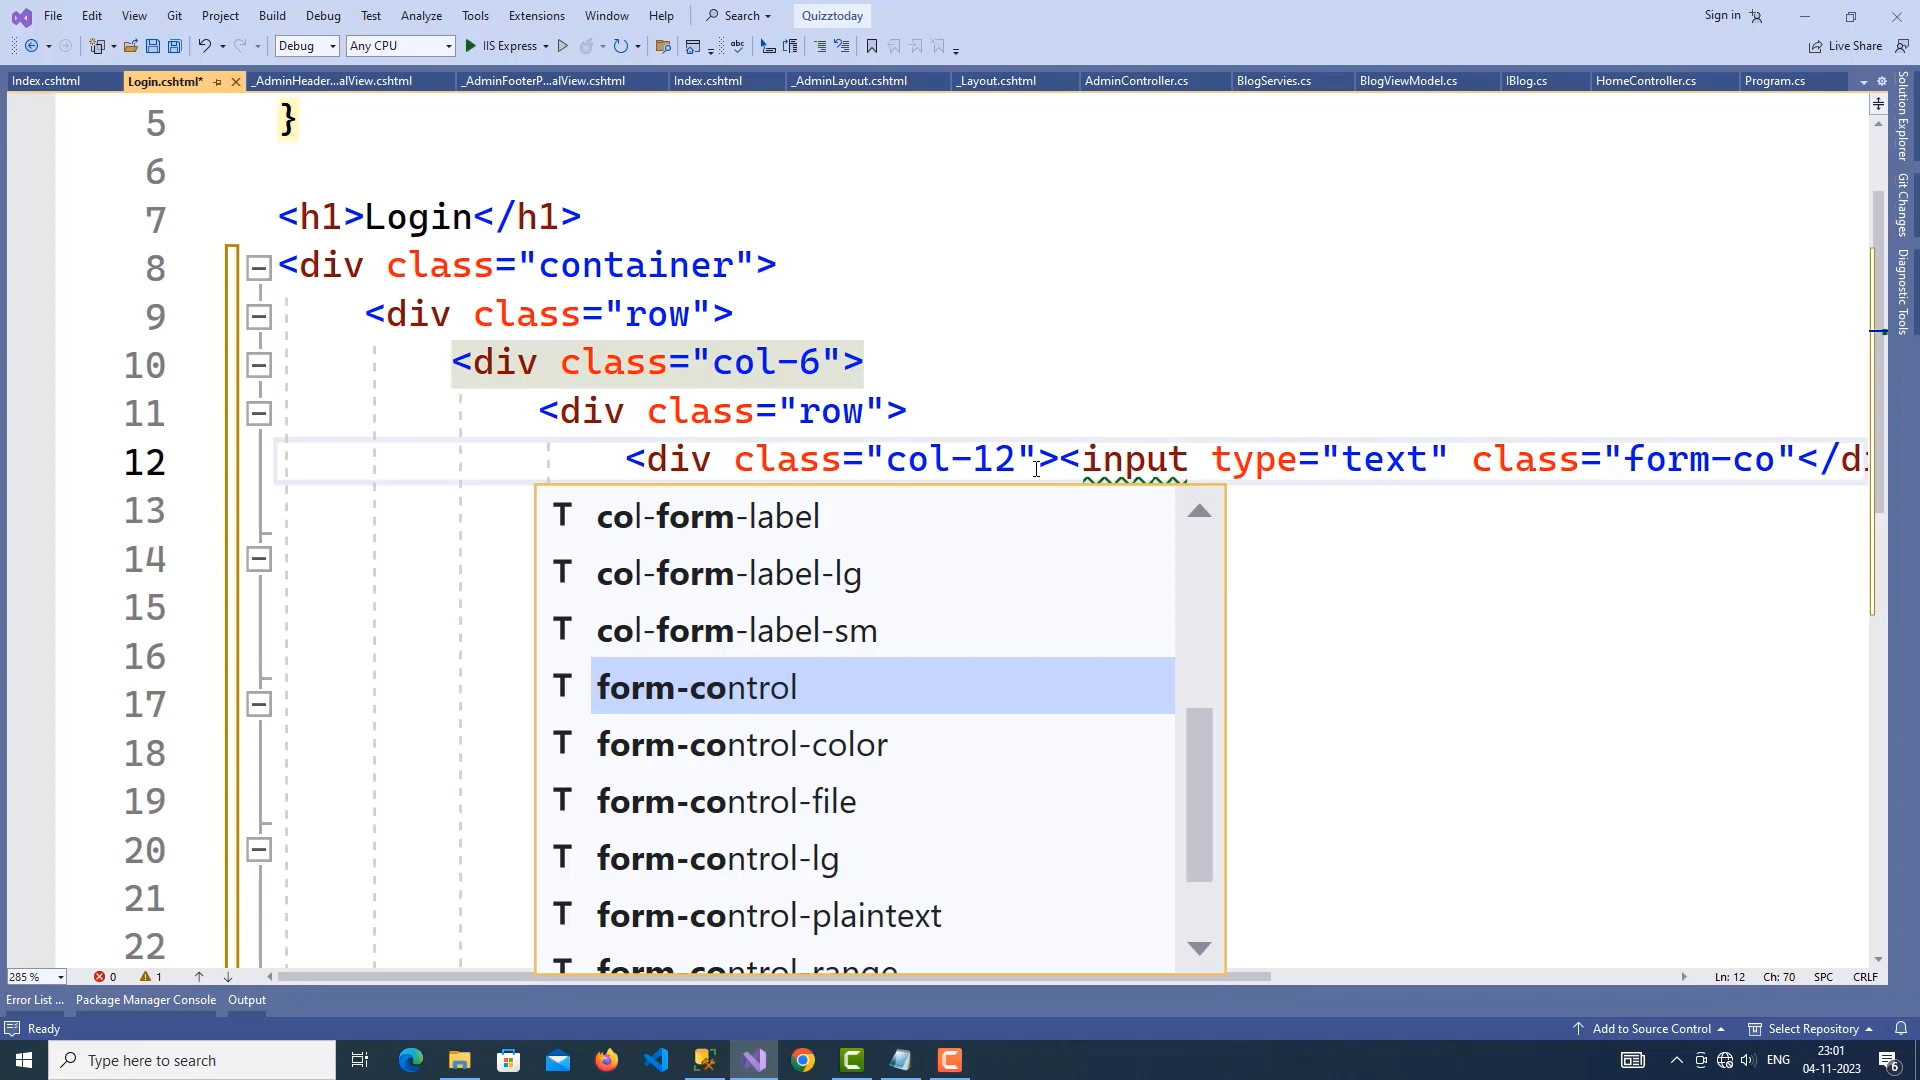 File Edit View Git Project Build Debug Test Analyze Tools Extensions Window Help Search Quizztoday Sign in
Debug Any CPU IIS Express Live Share
Index.cshtml Login.cshtml* _AdminHeader...alView.cshtml _AdminFooterP...alView.cshtml Index.cshtml _AdminLayout.cshtml _Layout.cshtml AdminController.cs BlogServies.cs BlogViewModel.cs IBlog.cs HomeController.cs Program.cs
Solution Explorer
Git Changes
Diagnostic Tools
5 }
6
7 <h1>Login</h1>
8 <div class="container">
9 <div class="row">
10 <div class="col-6">
11 <div class="row">
12 <div class="col-12"><input type="text" class="form-co"</di
13 col-form-label
14 col-form-label-lg
15
16 col-form-label-sm
17 form-control
18 form-control-color
19 form-control-file
20 form-control-lg
21 form-control-plaintext
22 form-control-range
285 % 0 1 Ln: 12 Ch: 70 SPC CRLF
Error List ... Package Manager Console Output
Ready Add to Source Control Select Repository
Type here to search ENG 23:01
04-11-2023 6